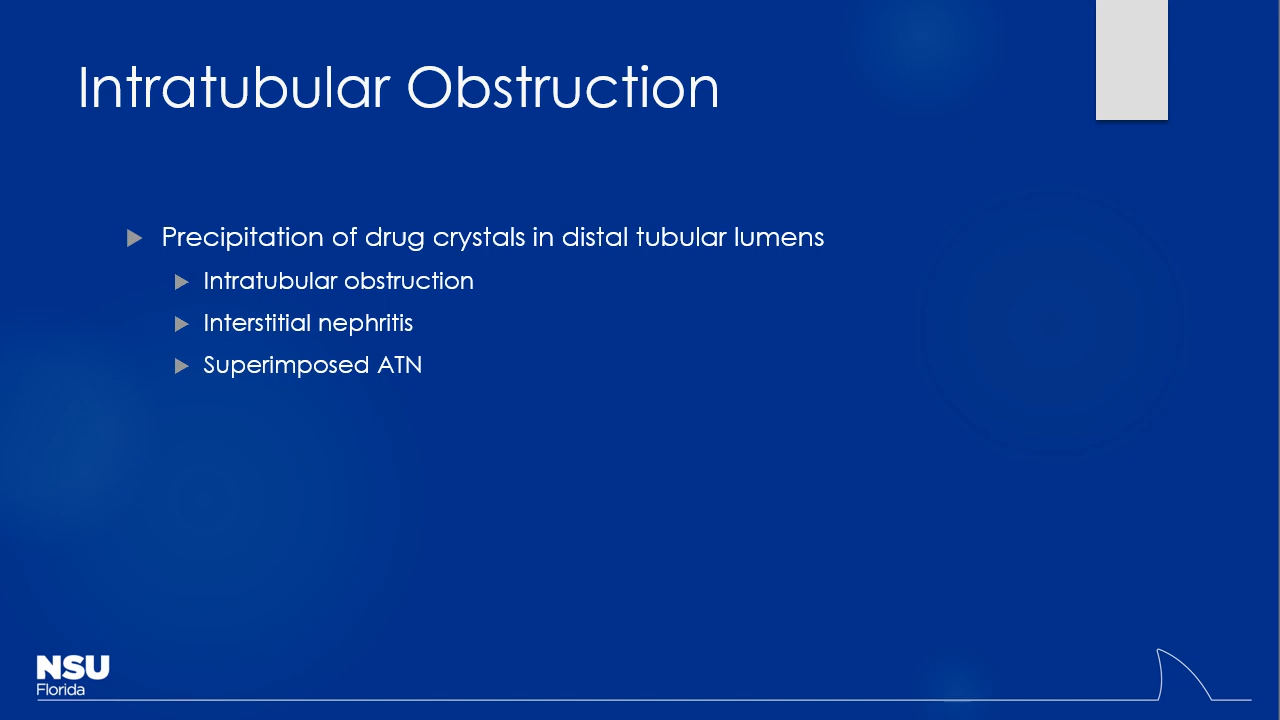 Intratubular Obstruction
Precipitation of drug crystals in distal tubular lumens
Intratubular obstruction
Interstitial nephritis
Superimposed ATN
NSU
Florida